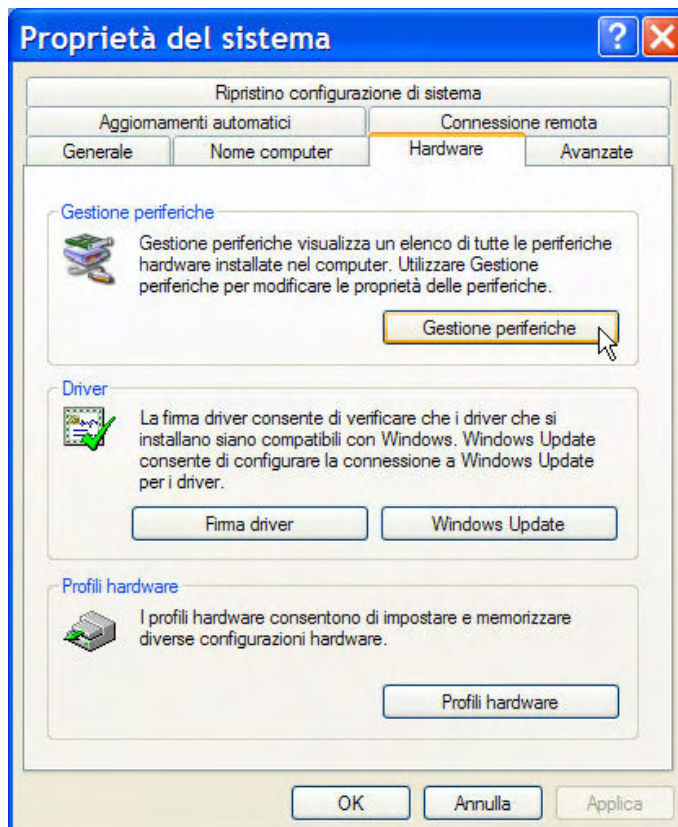 Proprietà del sistema
Ripristino configurazione di sistema
Aggiornamenti automatici
Connessione remota
Generale
Nome computer
Hardware
Avanzate
Gestione periferiche
Gestione periferiche visualizza un elenco di tutte le periferiche
hardware installate nel computer. Utilizzare Gestione
periferiche per modificare le proprietà delle periferiche.
Gestione periferiche
Driver
La firma driver consente di verificare che i driver che si
installano siano compatibili con Windows. Windows Update
consente di configurare la connessione a Windows Update
per i driver.
Firma driver
Windows Update
Profili hardware
I profili hardware consentono di impostare e memorizzare
diverse configurazioni hardware.
Profili hardware
OK
Annulla
Applica